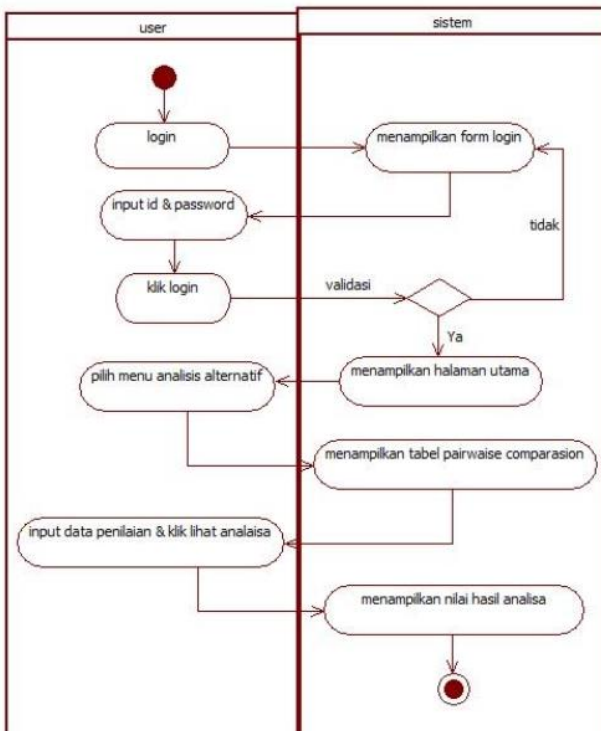 user
sistem
login
menampilkan form login
input id & password
tidak
klik login
validasi
Ya
menampilkan halaman utama
pilih menu analisis alternatif
menampilkan tabel pairwaise comparasion
input data penilaian & klik lihat analaisa
menampilkan nilai hasil analisa